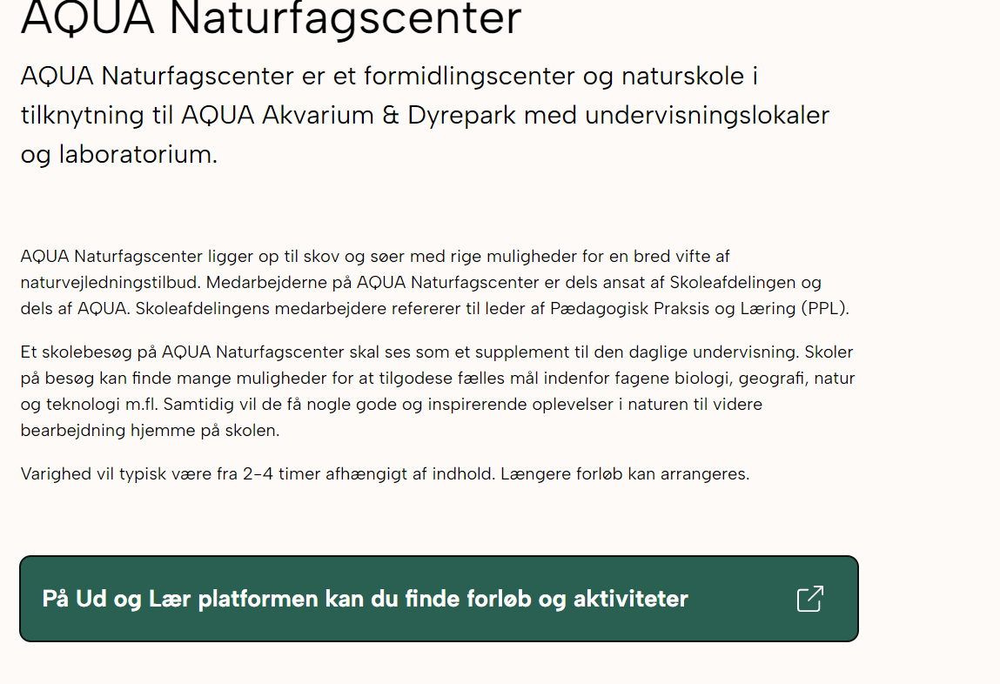 AQUA Naturfagscenter
AQUA Naturfagscenter er et formidlingscenter og naturskole i
tilknytning til AQUA Akvarium & Dyrepark med undervisningslokaler
og laboratorium.
AQUA Naturfagscenter ligger op til skov og søer med rige muligheder for en bred vifte af
naturvejledningstilbud. Medarbejderne på AQUA Naturfagscenter er dels ansat af Skoleafdelingen og
dels af AQUA. Skoleafdelingens medarbejdere refererer til leder af Pædagogisk Praksis og Læring (PPL).
Et skolebesøg på AQUA Naturfagscenter skal ses som et supplement til den daglige undervisning. Skoler
på besøg kan finde mange muligheder for at tilgodese fælles mål indenfor fagene biologi, geografi, natur
og teknologi m.fl. Samtidig vil de få nogle gode og inspirerende oplevelser i naturen til videre
bearbejdning hjemme på skolen.
Varighed vil typisk være fra 2-4 timer afhængigt af indhold. Længere forløb kan arrangeres.
På Ud og Lær platformen kan du finde forløb og aktiviteter